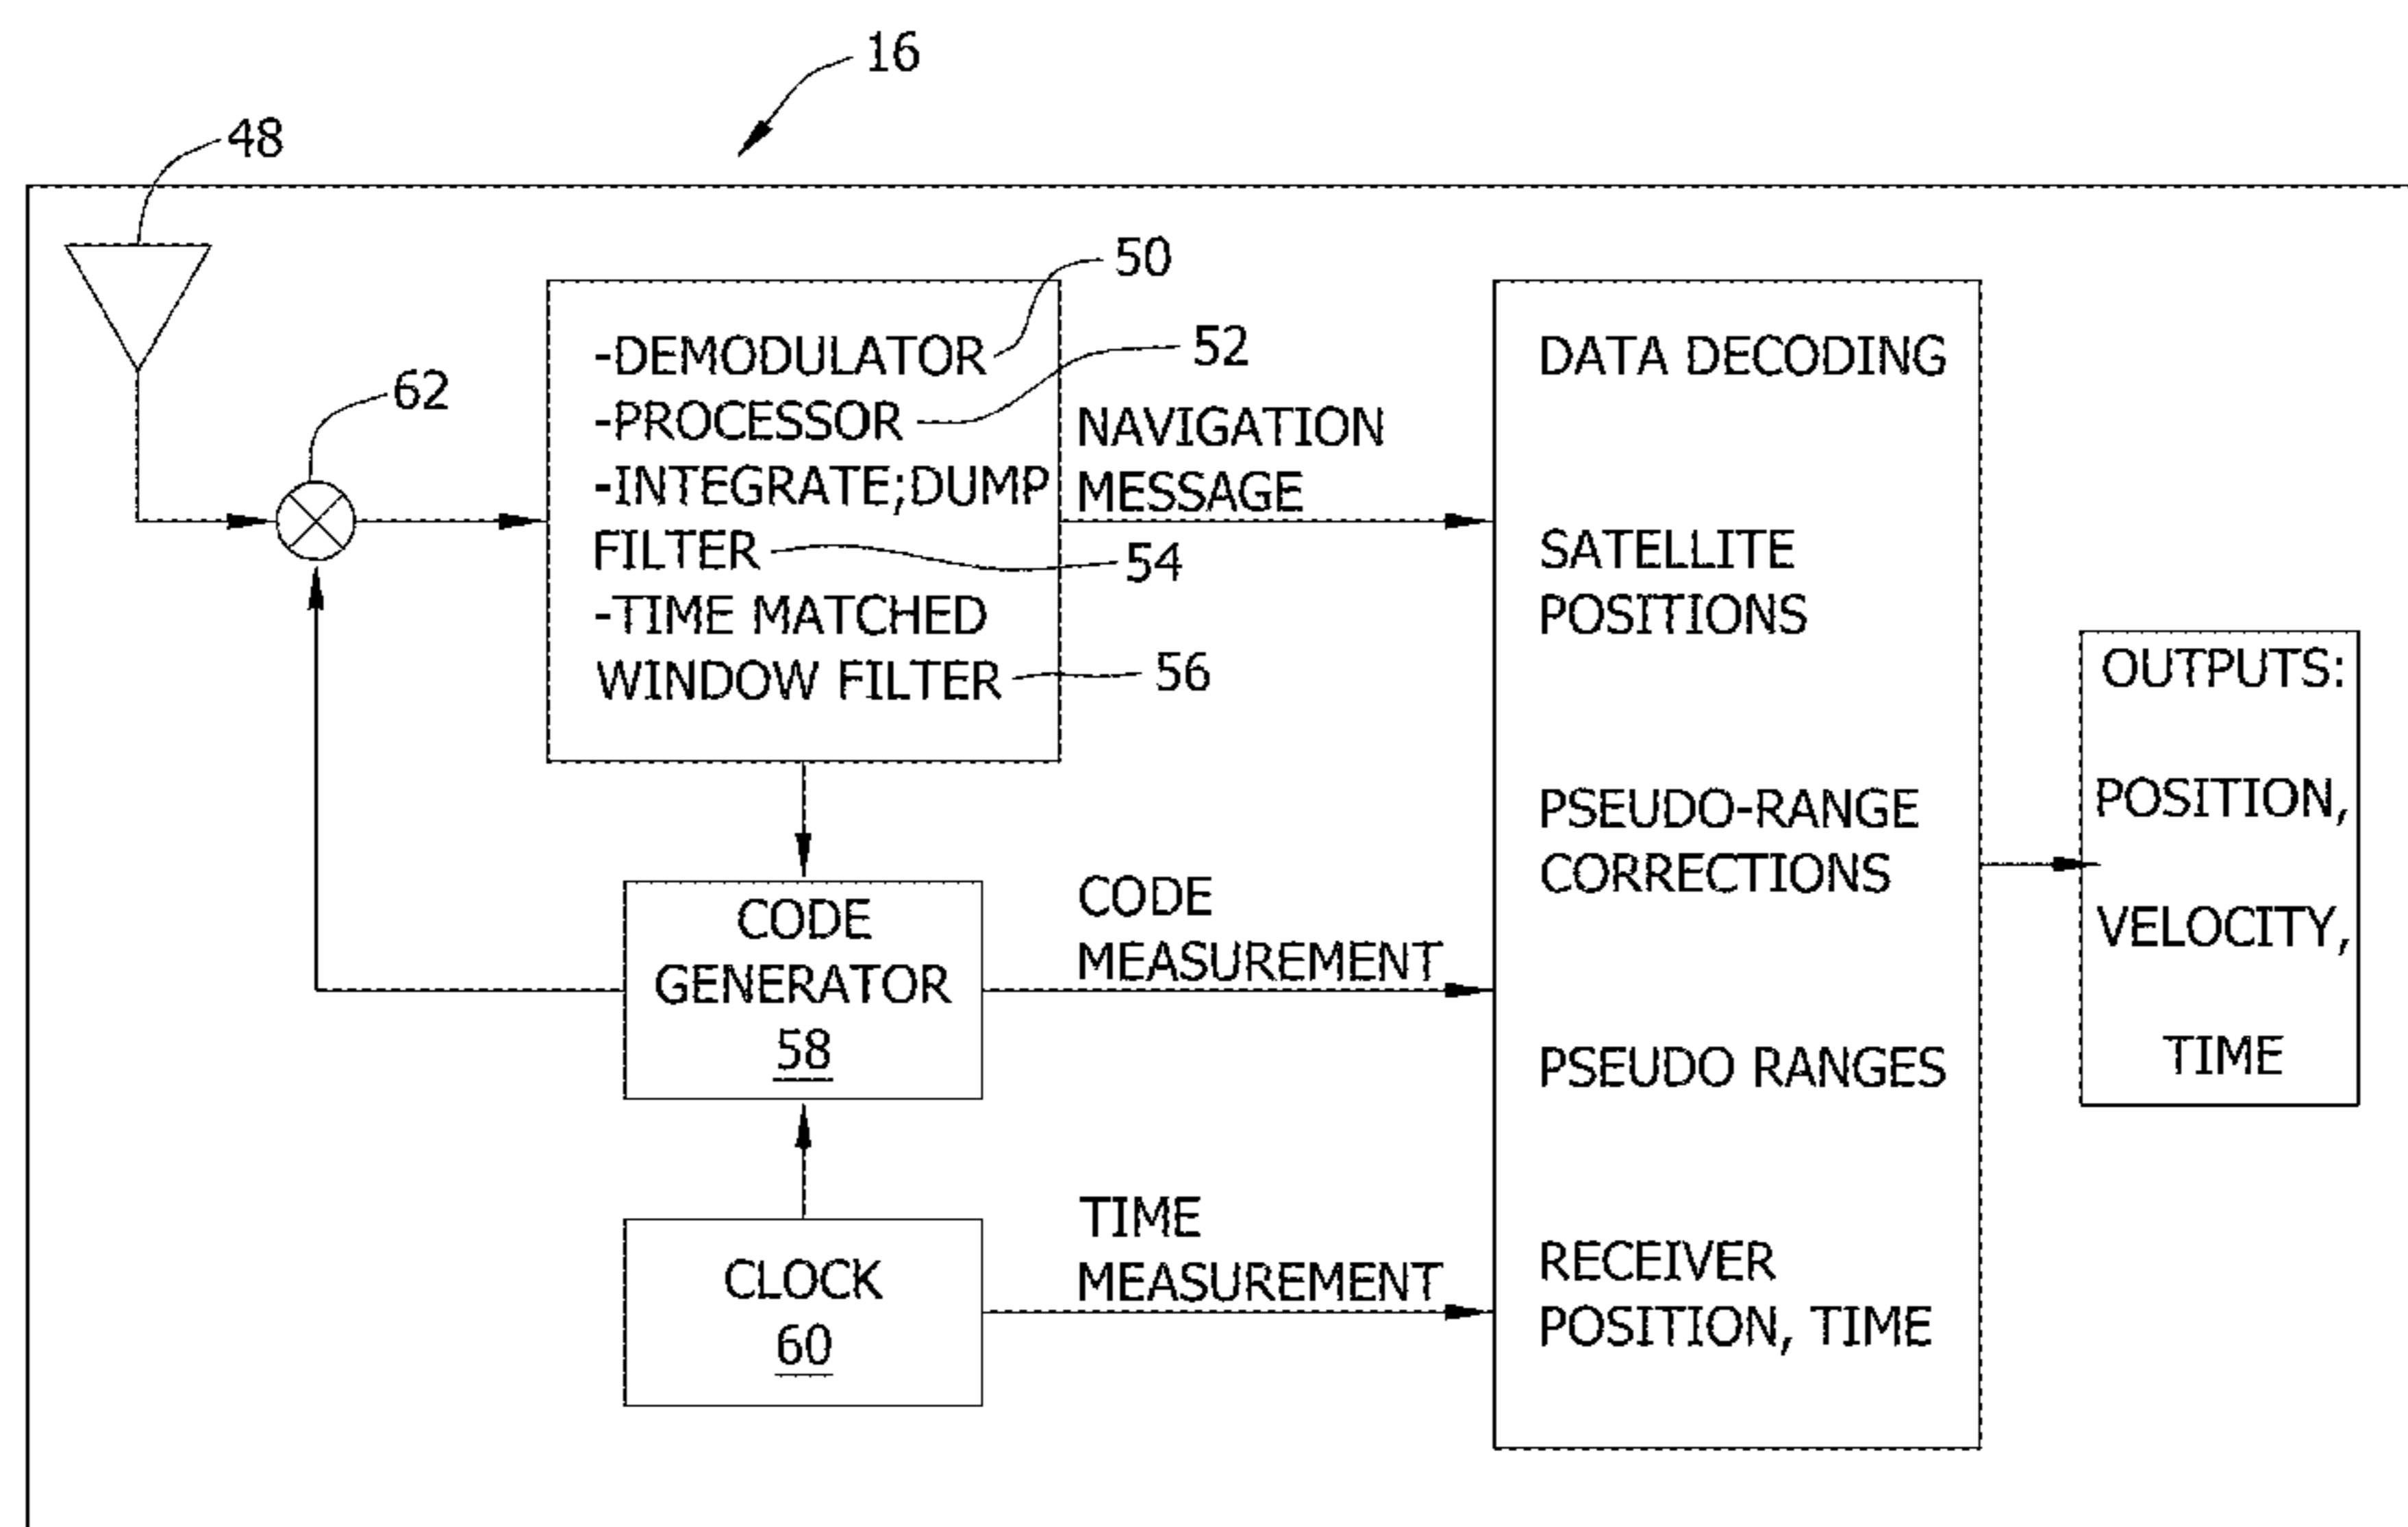 16
48
50
-DEMODULATOR
52
-PROCESSOR
62
-INTEGRATE;DUMP
FILTER
54
-TIME MATCHED
WINDOW FILTER
56
NAVIGATION
MESSAGE
CODE
GENERATOR
58
CODE
MEASUREMENT
CLOCK
60
TIME
MEASUREMENT
DATA DECODING
SATELLITE
POSITIONS
PSEUDO-RANGE
CORRECTIONS
PSEUDO RANGES
RECEIVER
POSITION, TIME
OUTPUTS:
POSITION,
VELOCITY,
TIME